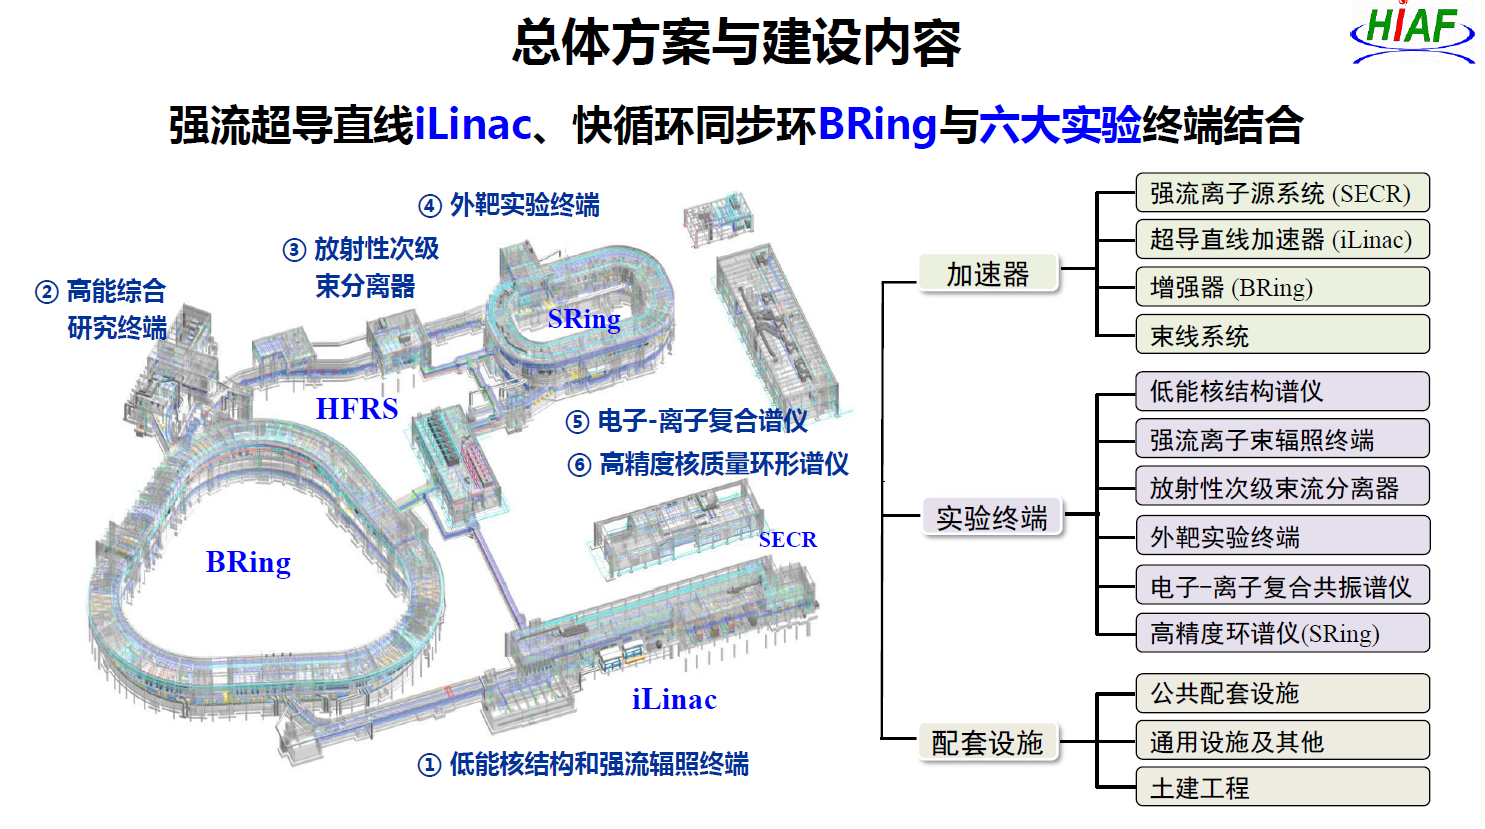 总体方案与建设内容
HIAF
强流超导直线iLinac、快循环同步环BRing与六大实验终端结合
④ 外靶实验终端
③ 放射性次级
束分离器
② 高能综合
研究终端
SRing
HFRS
⑤ 电子-离子复合谱仪
⑥ 高精度核质量环形谱仪
SECR
BRing
iLinac
① 低能核结构和强流辐照终端
加速器
强流离子源系统 (SECR)
超导直线加速器 (iLinac)
增强器 (BRing)
束线系统
实验终端
低能核结构谱仪
强流离子束辐照终端
放射性次级束流分离器
外靶实验终端
电子-离子复合共振谱仪
高精度环谱仪(SRing)
配套设施
公共配套设施
通用设施及其他
土建工程